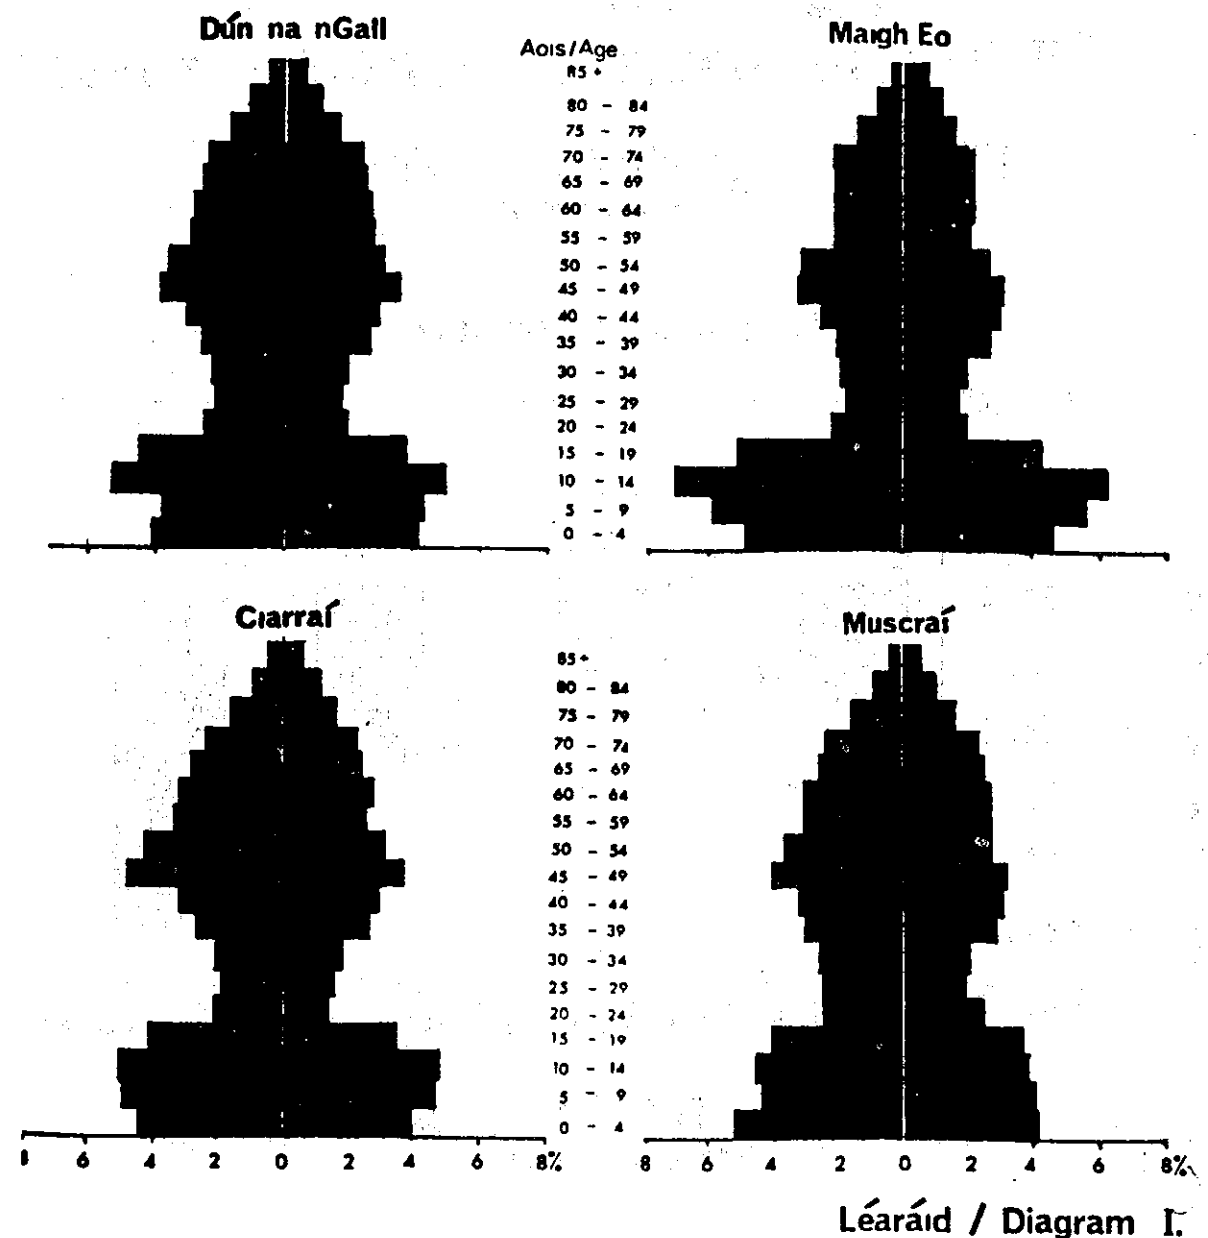 Dún na nGall
Aois/Age
Maigh Eo
85 +
80 - 84
75 - 79
70 - 74
65 - 69
60 - 64
55 - 59
50 - 54
45 - 49
40 - 44
35 - 39
30 - 34
25 - 29
20 - 24
15 - 19
10 - 14
5 - 9
0 - 4
Ciarraí
Muscraí
85 +
80 - 84
75 - 79
70 - 74
65 - 69
60 - 64
55 - 59
50 - 54
45 - 49
40 - 44
35 - 39
30 - 34
25 - 29
20 - 24
15 - 19
10 - 14
5 - 9
0 - 4
8 6 4 2 0 2 4 6 8%
8 6 4 2 0 2 4 6 8%
Léaráid / Diagram I.